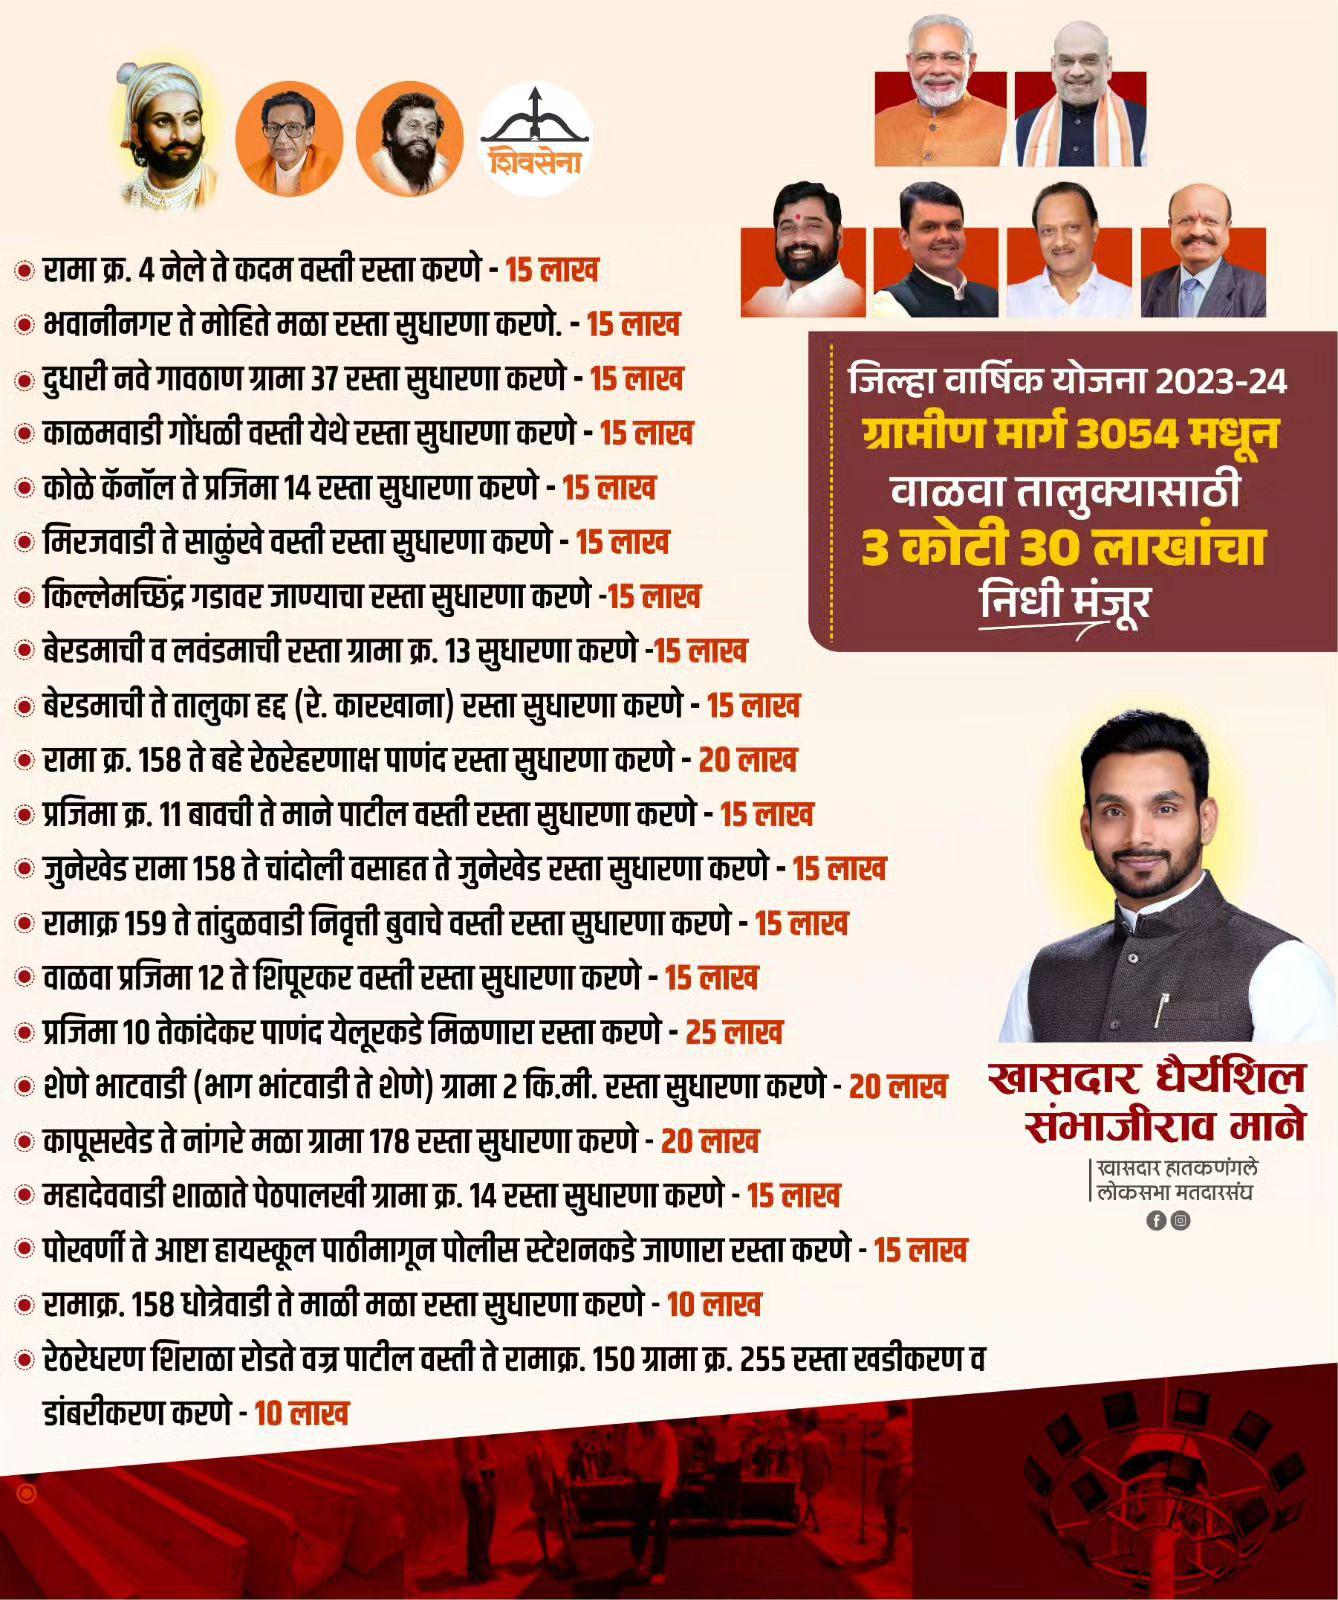 शिवसेना
रामा क्र. 4 नेले ते कदम वस्ती रस्ता करणे - 15 लाख
भवानीनगर ते मोहिते मळा रस्ता सुधारणा करणे. - 15 लाख
दुधारी नवे गावठाण ग्रामा 37 रस्ता सुधारणा करणे - 15 लाख
काळमवाडी गोंधळी वस्ती येथे रस्ता सुधारणा करणे - 15 लाख
कोळे कॅनॉल ते प्रजिमा 14 रस्ता सुधारणा करणे - 15 लाख
मिरजवाडी ते साळुंखे वस्ती रस्ता सुधारणा करणे - 15 लाख
किल्लेमच्छिंद्र गडावर जाण्याचा रस्ता सुधारणा करणे -15 लाख
बेरडमाची व लवंडमाची रस्ता ग्रामा क्र. 13 सुधारणा करणे -15 लाख
बेरडमाची ते तालुका हद्द (रे. कारखाना) रस्ता सुधारणा करणे - 15 लाख
रामा क्र. 158 ते बहे रेठरेहरणाक्ष पाणंद रस्ता सुधारणा करणे - 20 लाख
प्रजिमा क्र. 11 बावची ते माने पाटील वस्ती रस्ता सुधारणा करणे - 15 लाख
जुनेखेड रामा 158 ते चांदोली वसाहत ते जुनेखेड रस्ता सुधारणा करणे - 15 लाख
रामाक्र 159 ते तांदुळवाडी निवृत्ती बुवाचे वस्ती रस्ता सुधारणा करणे - 15 लाख
वाळवा प्रजिमा 12 ते शिपूरकर वस्ती रस्ता सुधारणा करणे - 15 लाख
प्रजिमा 10 तेकांदेकर पाणंद येलूरकडे मिळणारा रस्ता करणे - 25 लाख
शेणे भाटवाडी (भाग भांटवाडी ते शेणे) ग्रामा 2 कि.मी. रस्ता सुधारणा करणे - 20 लाख
कापूसखेड ते नांगरे मळा ग्रामा 178 रस्ता सुधारणा करणे - 20 लाख
महादेववाडी शाळाते पेठपालखी ग्रामा क्र. 14 रस्ता सुधारणा करणे - 15 लाख
पोखर्णी ते आष्टा हायस्कूल पाठीमागून पोलीस स्टेशनकडे जाणारा रस्ता करणे - 15 लाख
रामाक्र. 158 धोत्रेवाडी ते माळी मळा रस्ता सुधारणा करणे - 10 लाख
रेठरेधरण शिराळा रोडते वज्र पाटील वस्ती ते रामाक्र. 150 ग्रामा क्र. 255 रस्ता खडीकरण व
डांबरीकरण करणे - 10 लाख
जिल्हा वार्षिक योजना 2023-24
ग्रामीण मार्ग 3054 मधून
वाळवा तालुक्यासाठी
3 कोटी 30 लाखांचा
निधी मंजूर
खासदार धैर्यशिल
संभाजीराव माने
खासदार हातकणंगले
लोकसभा मतदारसंघ